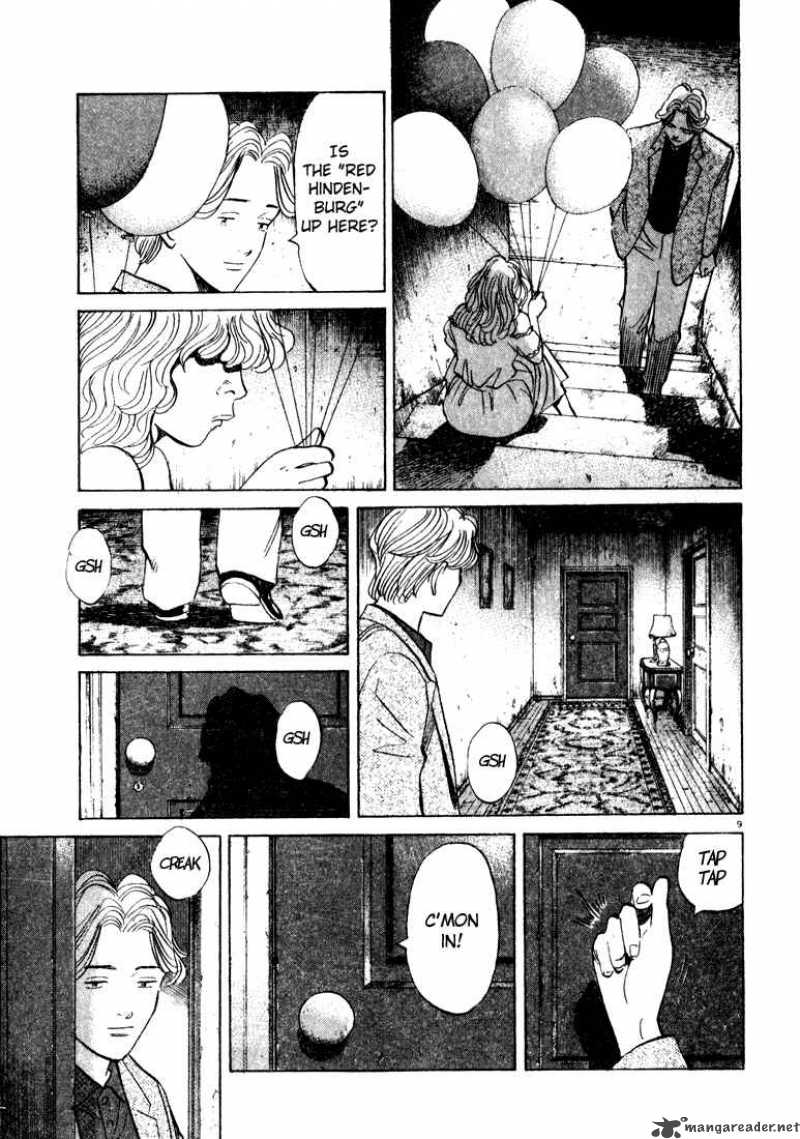 IS
THE "RED
HINDEN-
BURG"
UP HERE?
GSH
GSH
GSH
GSH
9
TAP
TAP
C'MON
IN!
CREAK
mangareader.net